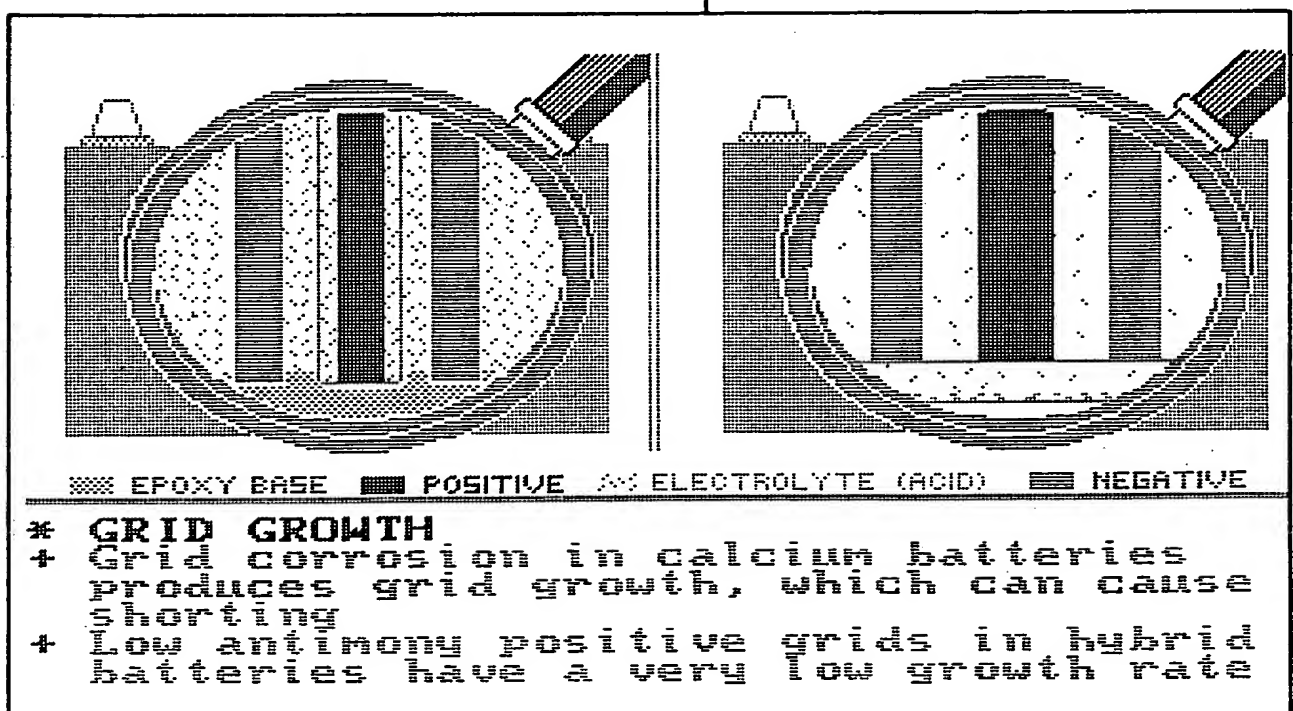 EPOXY BASE POSITIVE ELECTROLYTE (ACID) NEGATIVE
* GRID GROWTH
+ Grid corrosion in calcium batteries
produces grid growth, which can cause
shorting
+ Low antimony positive grids in hybrid
batteries have a very low growth rate